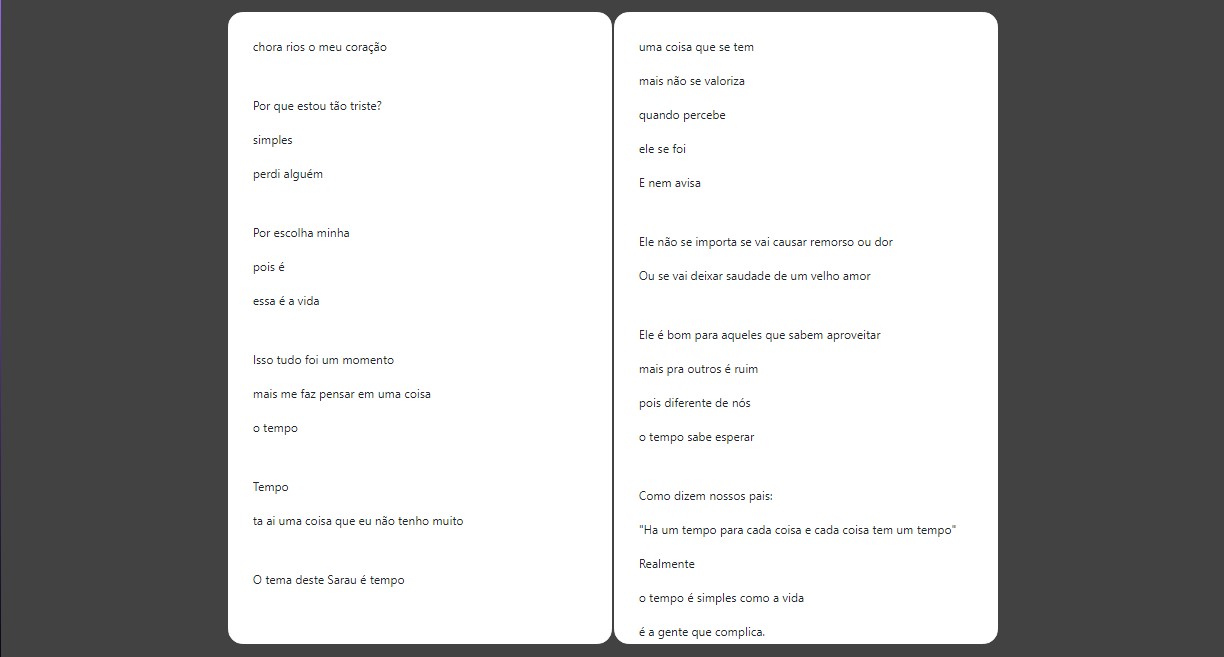 chora rios o meu coração
Por que estou tão triste?
simples
perdi alguém
Por escolha minha
pois é
essa é a vida
Isso tudo foi um momento
mais me faz pensar em uma coisa
o tempo
Tempo
ta ai uma coisa que eu não tenho muito
O tema deste Sarau é tempo
uma coisa que se tem
mais não se valoriza
quando percebe
ele se foi
E nem avisa
Ele não se importa se vai causar remorso ou dor
Ou se vai deixar saudade de um velho amor
Ele é bom para aqueles que sabem aproveitar
mais pra outros é ruim
pois diferente de nós
o tempo sabe esperar
Como dizem nossos pais:
"Ha um tempo para cada coisa e cada coisa tem um tempo"
Realmente
o tempo é simples como a vida
é a gente que complica.